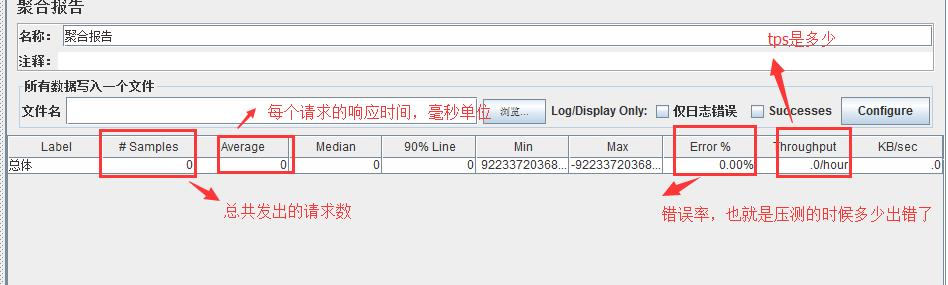 聚合报告
名称： 聚合报告
tps是多少
注释：
所有数据写入一个文件
每个请求的响应时间，毫秒单位
文件名 浏览... Log/Display Only: 仅日志错误 Successes Configure
Label # Samples Average Median 90% Line Min Max Error % Throughput KB/sec
总体 0 0 0 0 92233720368... -92233720368... 0.00% .0/hour .0
总共发出的请求数
错误率，也就是压测的时候多少出错了